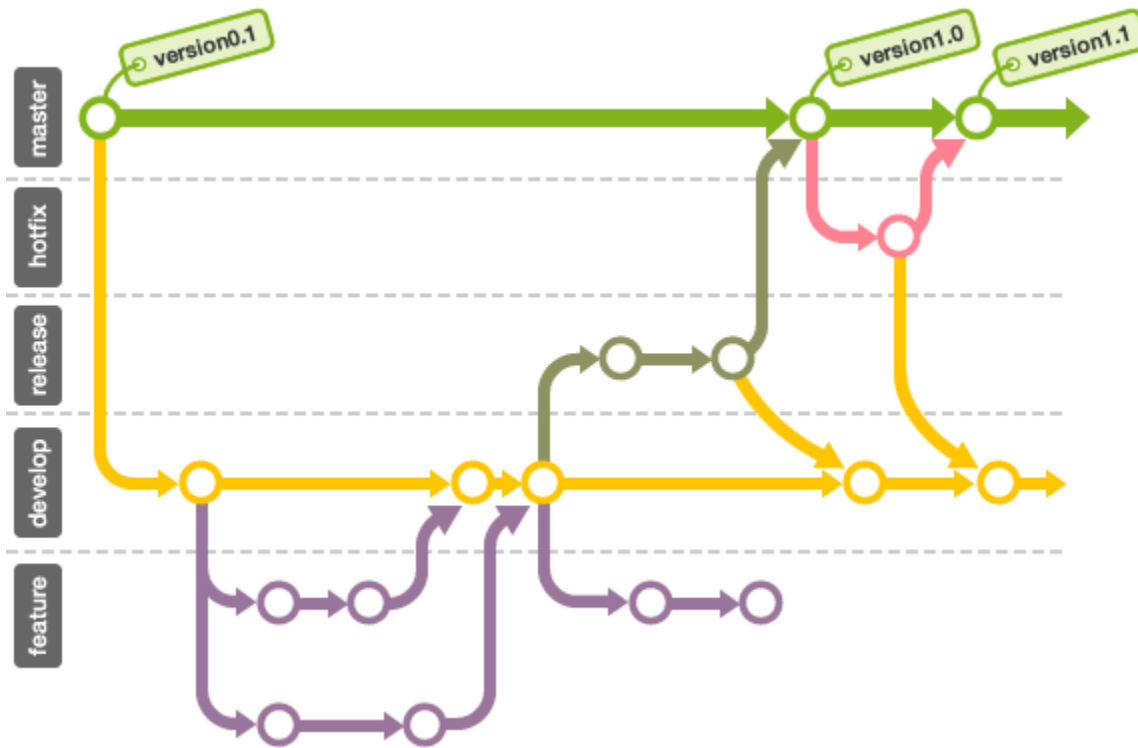 version0.1
version1.0
version1.1
master
hotfix
release
develop
feature